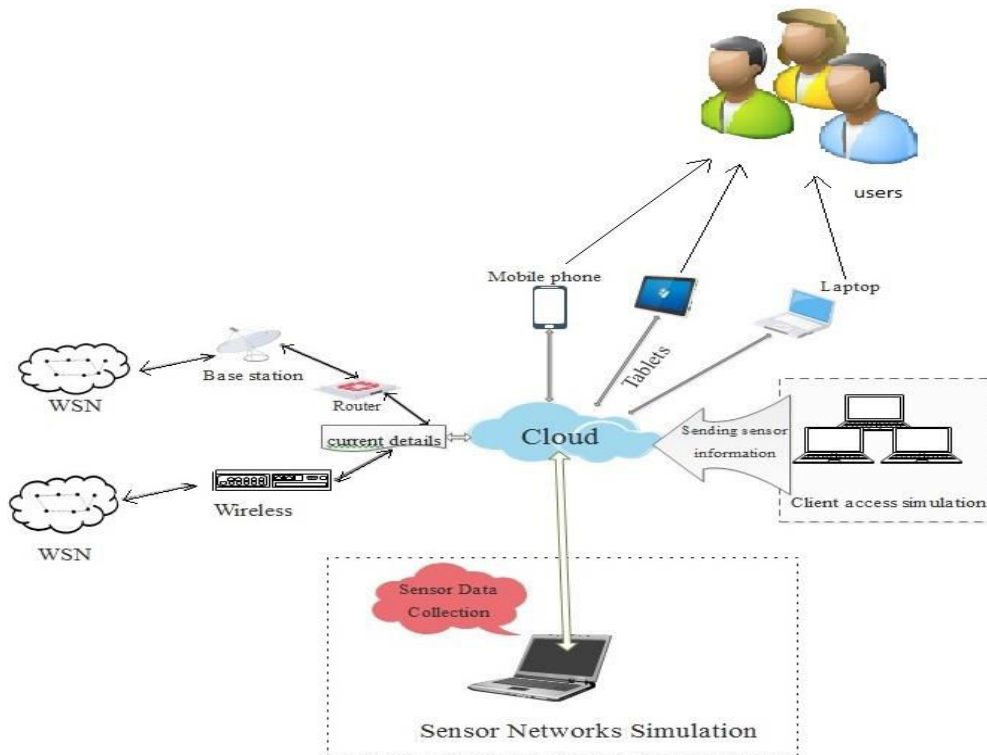 users
Mobile phone
Laptop
Tablets
Base station
WSN
Router
current details
Cloud
Sending sensor
information
Client access simulation
Wireless
WSN
Sensor Data
Collection
Sensor Networks Simulation